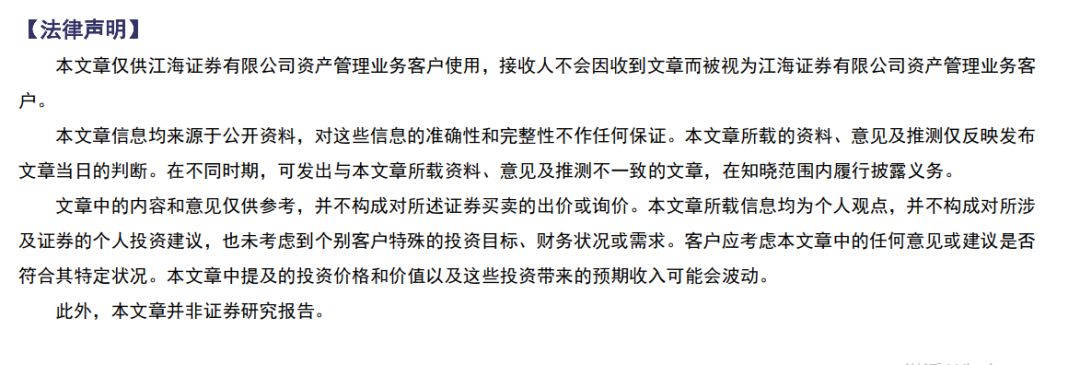 【法律声明】
本文章仅供江海证券有限公司资产管理业务客户使用，接收人不会因收到文章而被视为江海证券有限公司资产管理业务客
户。
本文章信息均来源于公开资料，对这些信息的准确性和完整性不作任何保证。本文章所载的资料、意见及推测仅反映发布
文章当日的判断。在不同时期，可发出与本文章所载资料、意见及推测不一致的文章，在知晓范围内履行披露义务。
文章中的内容和意见仅供参考，并不构成对所述证券买卖的出价或询价。本文章所载信息均为个人观点，并不构成对所涉
及证券的个人投资建议，也未考虑到个别客户特殊的投资目标、财务状况或需求。客户应考虑本文章中的任何意见或建议是否
符合其特定状况。本文章中提及的投资价格和价值以及这些投资带来的预期收入可能会波动。
此外，本文章并非证券研究报告。